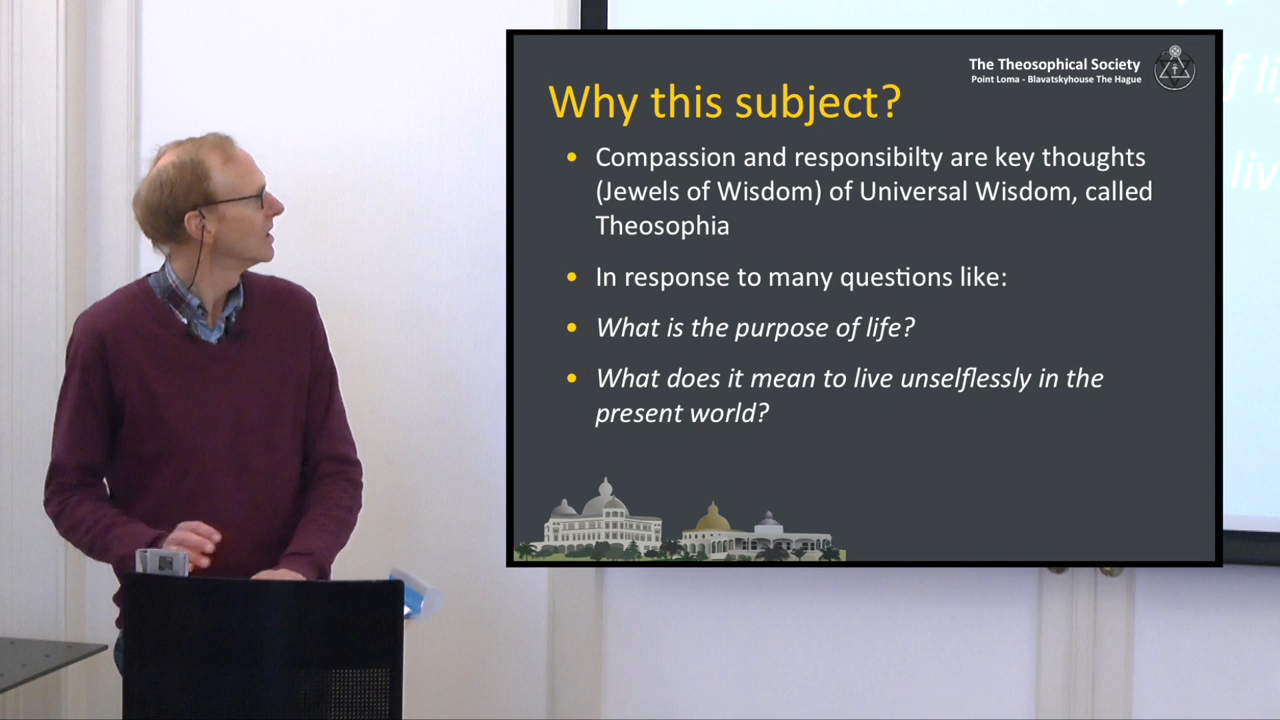 The Theosophical Society
Point Loma - Blavatskyhouse The Hague
Why this subject?
• Compassion and responsibilty are key thoughts
(Jewels of Wisdom) of Universal Wisdom, called
Theosophia
• In response to many questions like:
• What is the purpose of life?
• What does it mean to live unselflessly in the
present world?